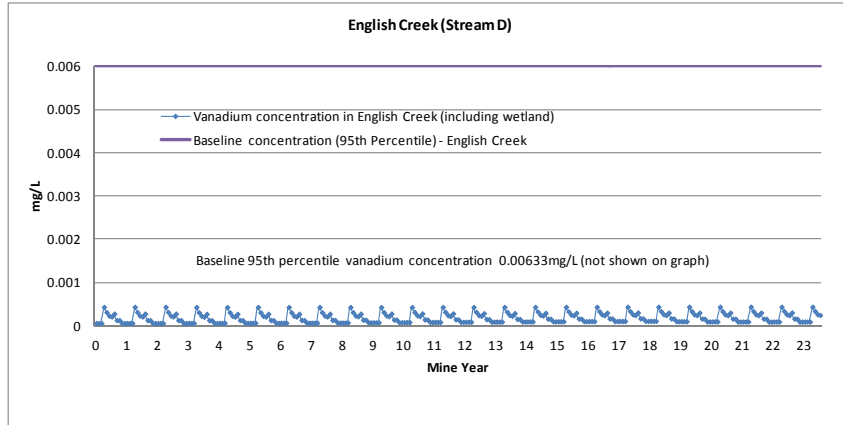 English Creek (Stream D)
0.006
0.005
0.004
0.003
0.002
0.001
0
mg/L
Vanadium concentration in English Creek (including wetland)
Baseline concentration (95th Percentile) - English Creek
Baseline 95th percentile vanadium concentration 0.00633mg/L (not shown on graph)
0 1 2 3 4 5 6 7 8 9 10 11 12 13 14 15 16 17 18 19 20 21 22 23
Mine Year